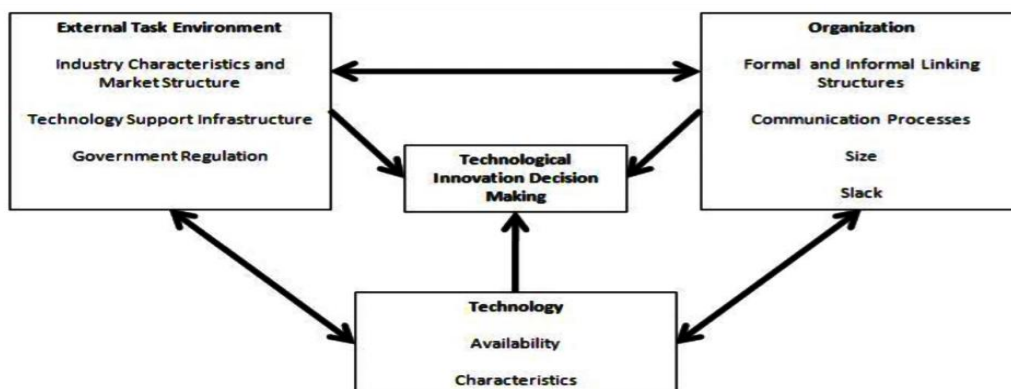 External Task Environment
Industry Characteristics and
Market Structure
Technology Support Infrastructure
Government Regulation
Organization
Formal and Informal Linking
Structures
Communication Processes
Size
Slack
Technological
Innovation Decision
Making
Technology
Availability
Characteristics